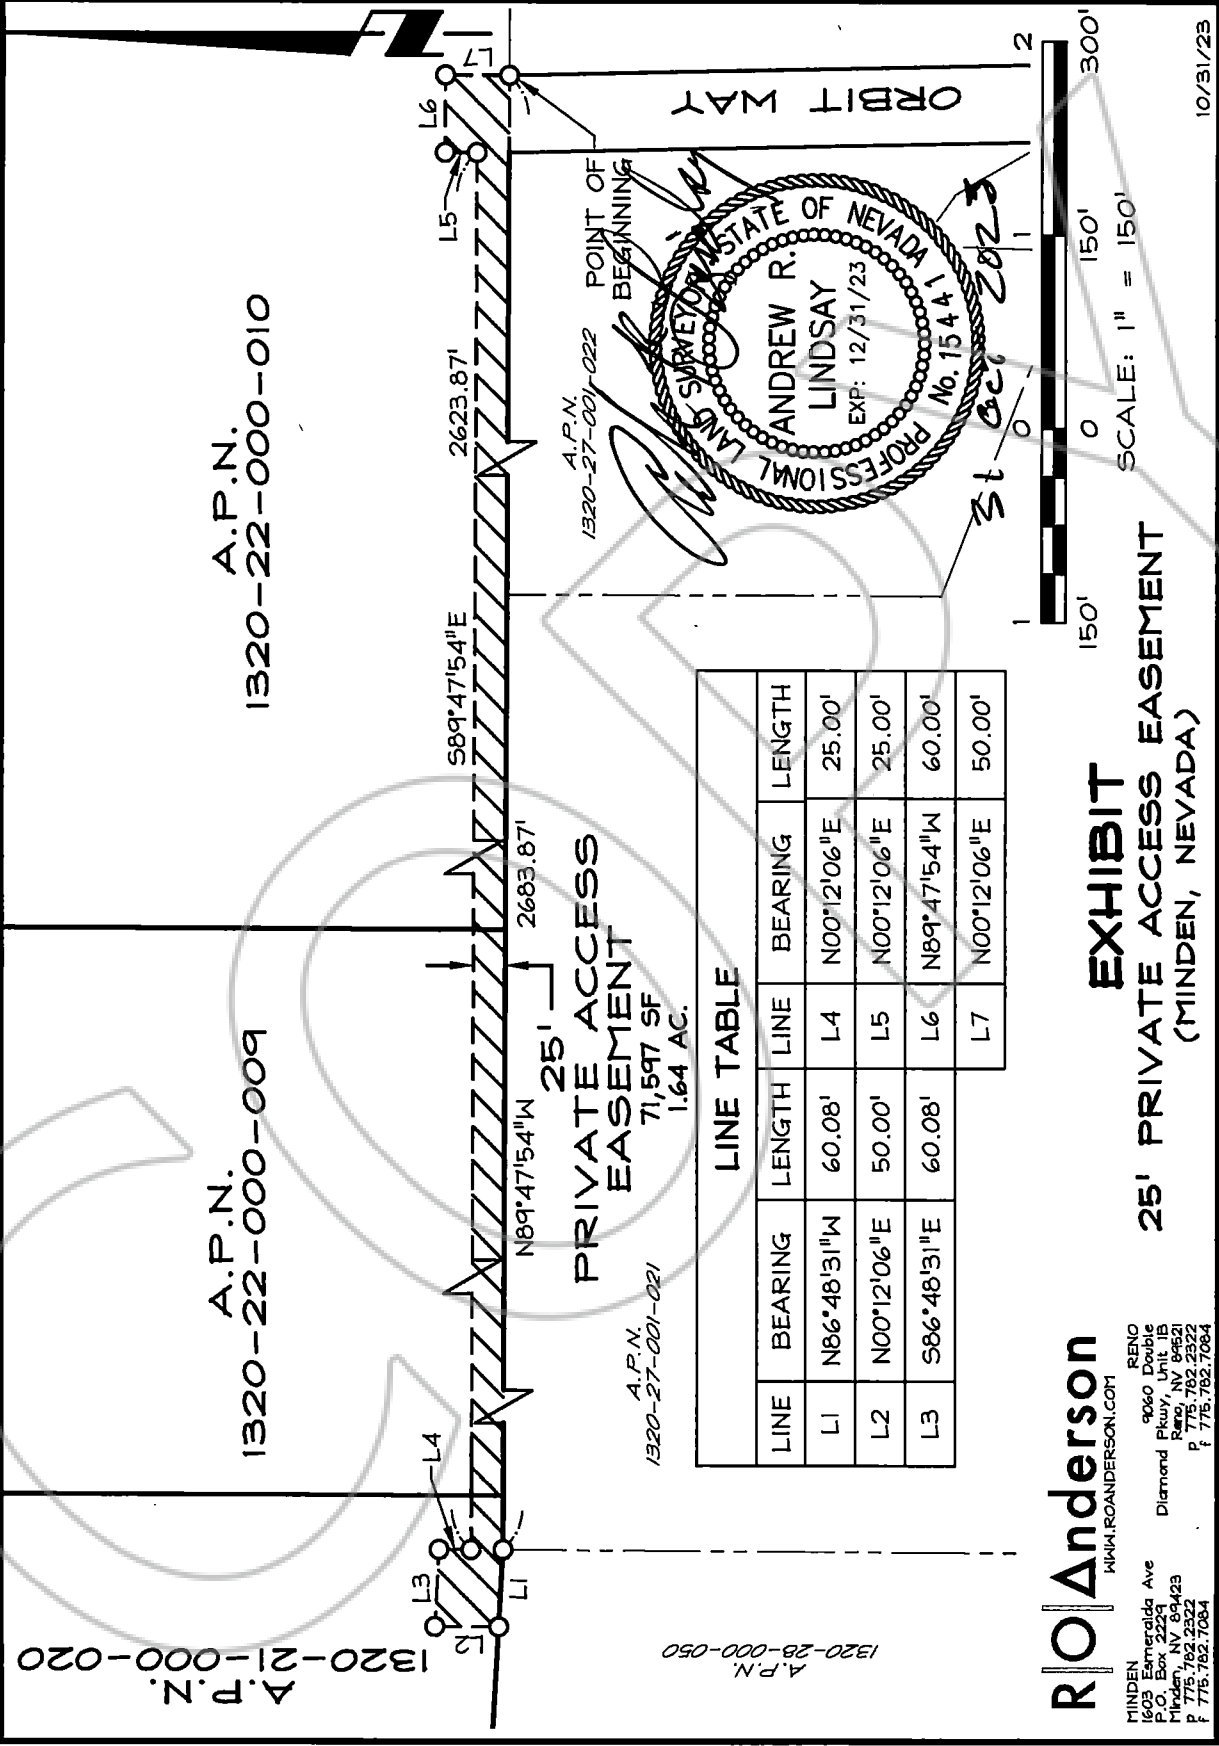 A.P.N.
1320-21-000-020
A.P.N.
1320-22-000-009
A.P.N.
1320-22-000-010
L3
L4
L2
L1
S89°47'54"E
2623.87'
L5
L6
L7
N89°47'54"W
2683.87'
25'
PRIVATE ACCESS
EASEMENT
71,597 SF
1.64 AC.
A.P.N.
1320-27-001-021
A.P.N.
1320-27-001-022
POINT OF
BEGINNING
ORBIT WAY
A.P.N.
1320-28-000-050
LINE TABLE
LINE BEARING LENGTH LINE BEARING LENGTH
L1 N86°48'31"W 60.08' L4 N00°12'06"E 25.00'
L2 N00°12'06"E 50.00' L5 N00°12'06"E 25.00'
L3 S86°48'31"E 60.08' L6 N89°47'54"W 60.00'
L7 N00°12'06"E 50.00'
PROFESSIONAL LAND SURVEYOR STATE OF NEVADA
ANDREW R.
LINDSAY
EXP: 12/31/23
No. 15441
2023
1 0 1 2
150' 0 150' 300'
SCALE: 1" = 150'
EXHIBIT
25' PRIVATE ACCESS EASEMENT
(MINDEN, NEVADA)
RO Anderson
WWW.ROANDERSON.COM
MINDEN
1603 Esmeralda Ave
P.O. Box 2229
Minden, NV 89423
p 775.782.2322
f 775.782.7084
RENO
9060 Double
Diamond Pkwy, Unit 1B
Reno, NV 89521
p 775.782.2322
f 775.782.7084
10/31/23
COPY